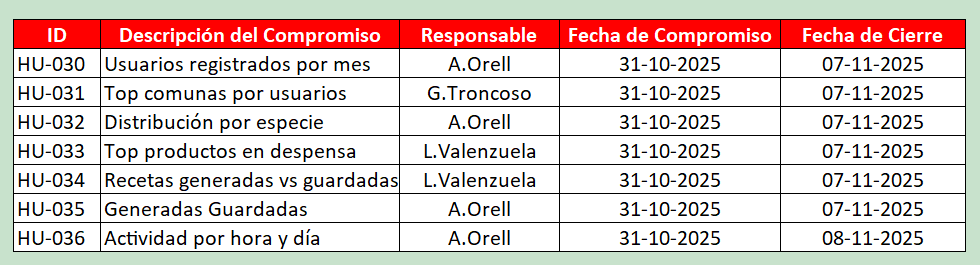 ID Descripción del Compromiso Responsable Fecha de Compromiso Fecha de Cierre
HU-030 Usuarios registrados por mes A.Orell 31-10-2025 07-11-2025
HU-031 Top comunas por usuarios G.Troncoso 31-10-2025 07-11-2025
HU-032 Distribución por especie A.Orell 31-10-2025 07-11-2025
HU-033 Top productos en despensa L.Valenzuela 31-10-2025 07-11-2025
HU-034 Recetas generadas vs guardadas L.Valenzuela 31-10-2025 07-11-2025
HU-035 Generadas Guardadas A.Orell 31-10-2025 07-11-2025
HU-036 Actividad por hora y día A.Orell 31-10-2025 08-11-2025